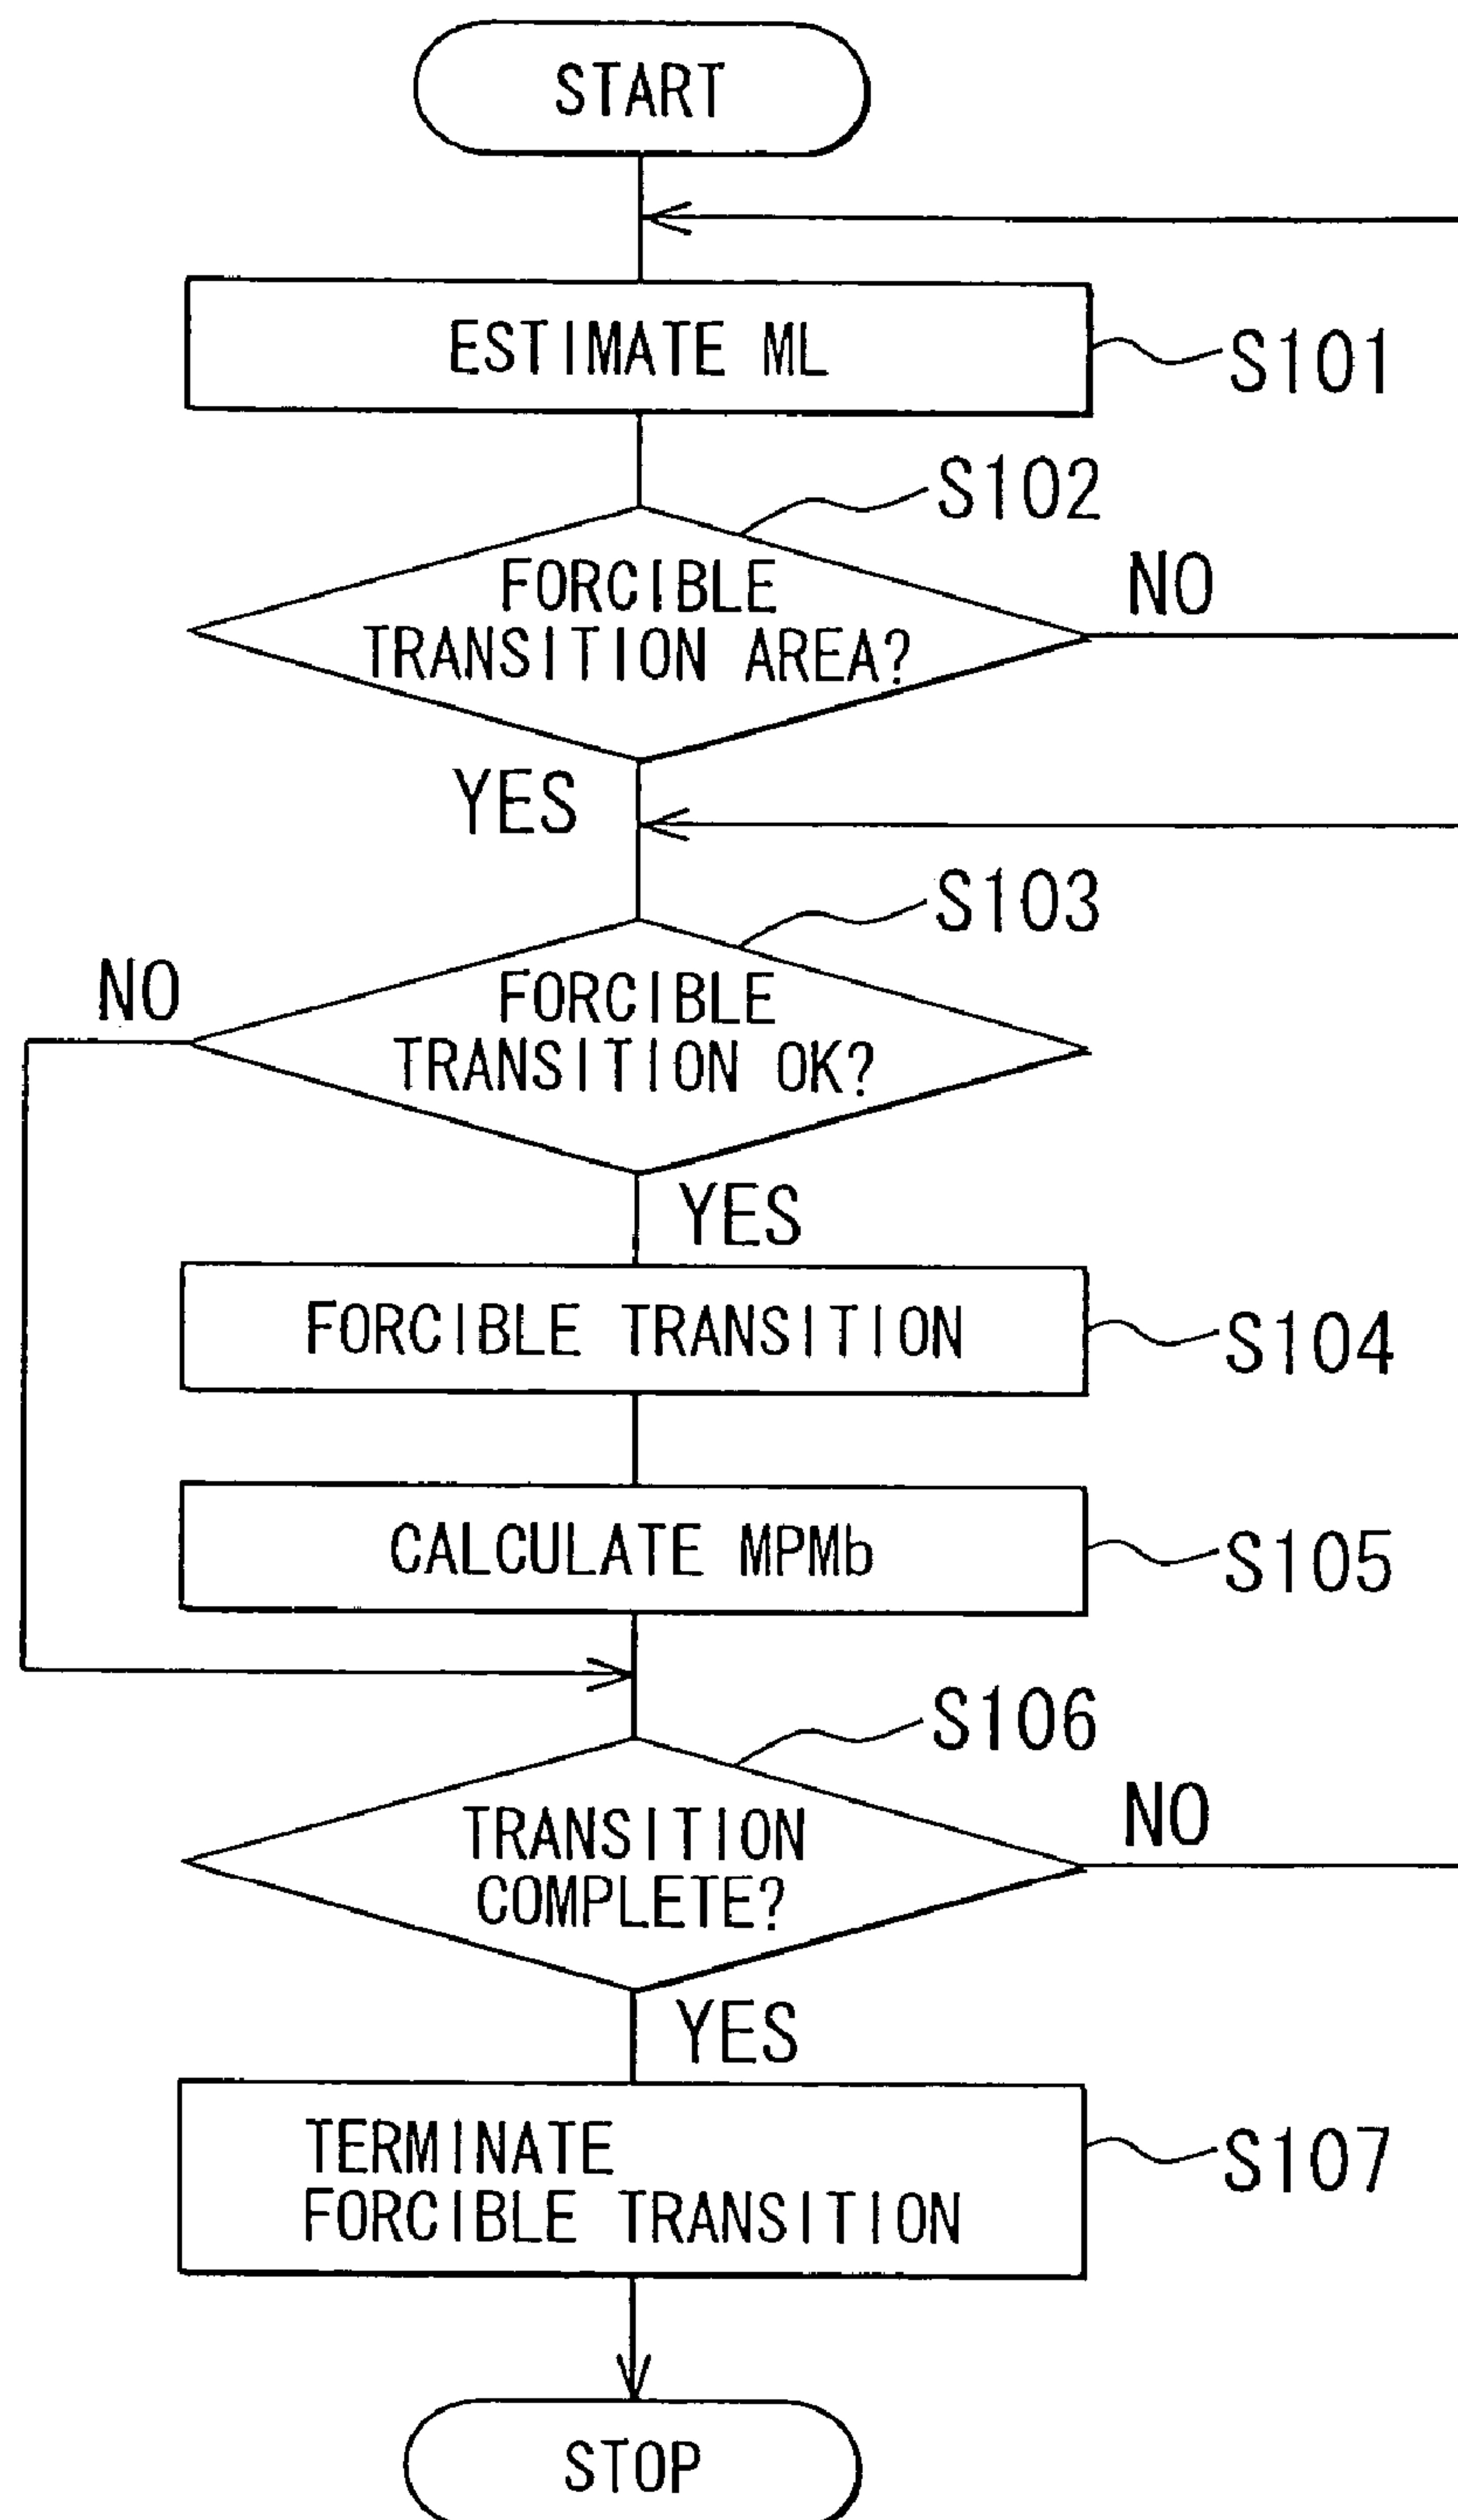 START
ESTIMATE ML
S101
S102
FORCIBLE
TRANSITION AREA?
NO
YES
S103
FORCIBLE
TRANSITION OK?
NO
YES
FORCIBLE TRANSITION
S104
CALCULATE MPMb
S105
S106
TRANSITION
COMPLETE?
NO
YES
TERMINATE
FORCIBLE TRANSITION
S107
STOP